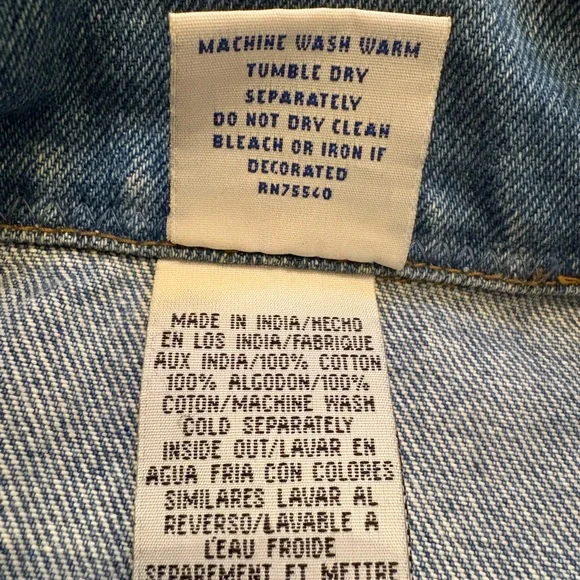 MACHINE WASH WARM
TUMBLE DRY
SEPARATELY
DO NOT DRY CLEAN
BLEACH OR IRON IF
DECORATED
RN75540
MADE IN INDIA/HECHO
EN LOS INDIA/FABRIQUE
AUX INDIA/100% COTTON
100% ALGODON/100%
COTON/MACHINE WASH
COLD SEPARATELY
INSIDE OUT/LAVAR EN
AGUA FRIA CON COLORES
SIMILARES LAVAR AL
REVERSO/LAVABLE A
L'EAU FROIDE
SEPAREMENT ET METTRE